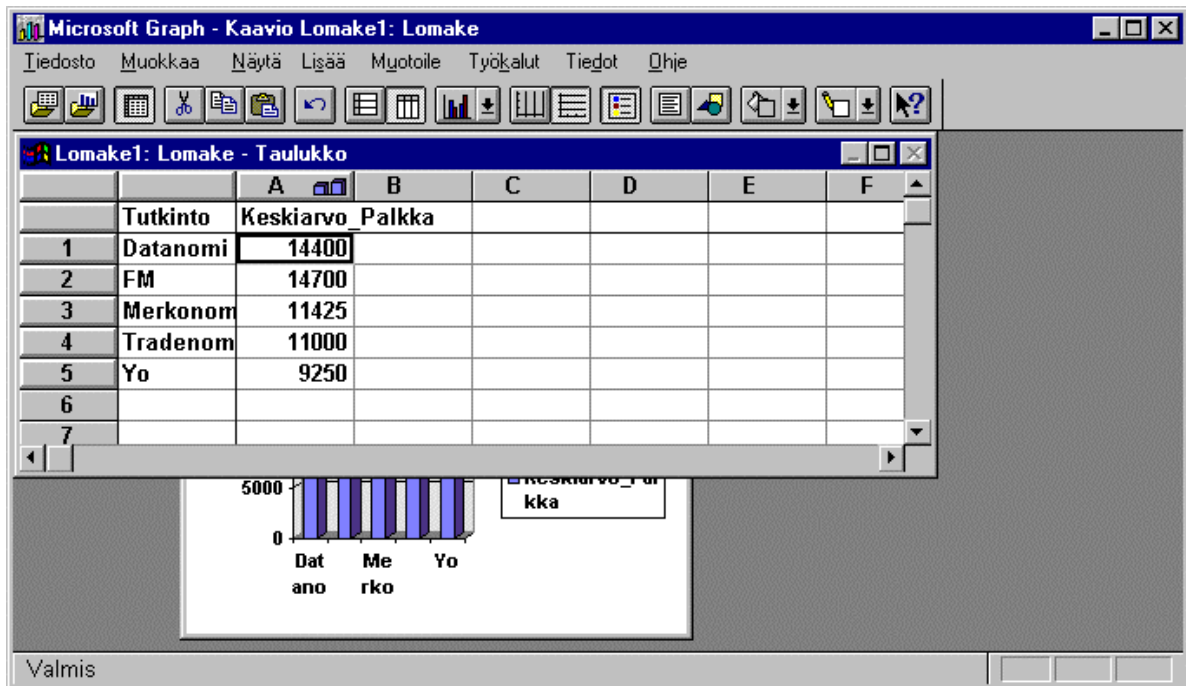 Microsoft Graph - Kaavio Lomake1: Lomake
Tiedosto Muokkaa Näytä Lisää Muotoile Työkalut Tiedot Ohje
Lomake1: Lomake - Taulukko
A B C D E F
Tutkinto Keskiarvo_Palkka
1 Datanomi 14400
2 FM 14700
3 Merkonom 11425
4 Tradenom 11000
5 Yo 9250
6
7
5000 Keskiarvo_Pal
kka
0
Dat Me Yo
ano rko
Valmis